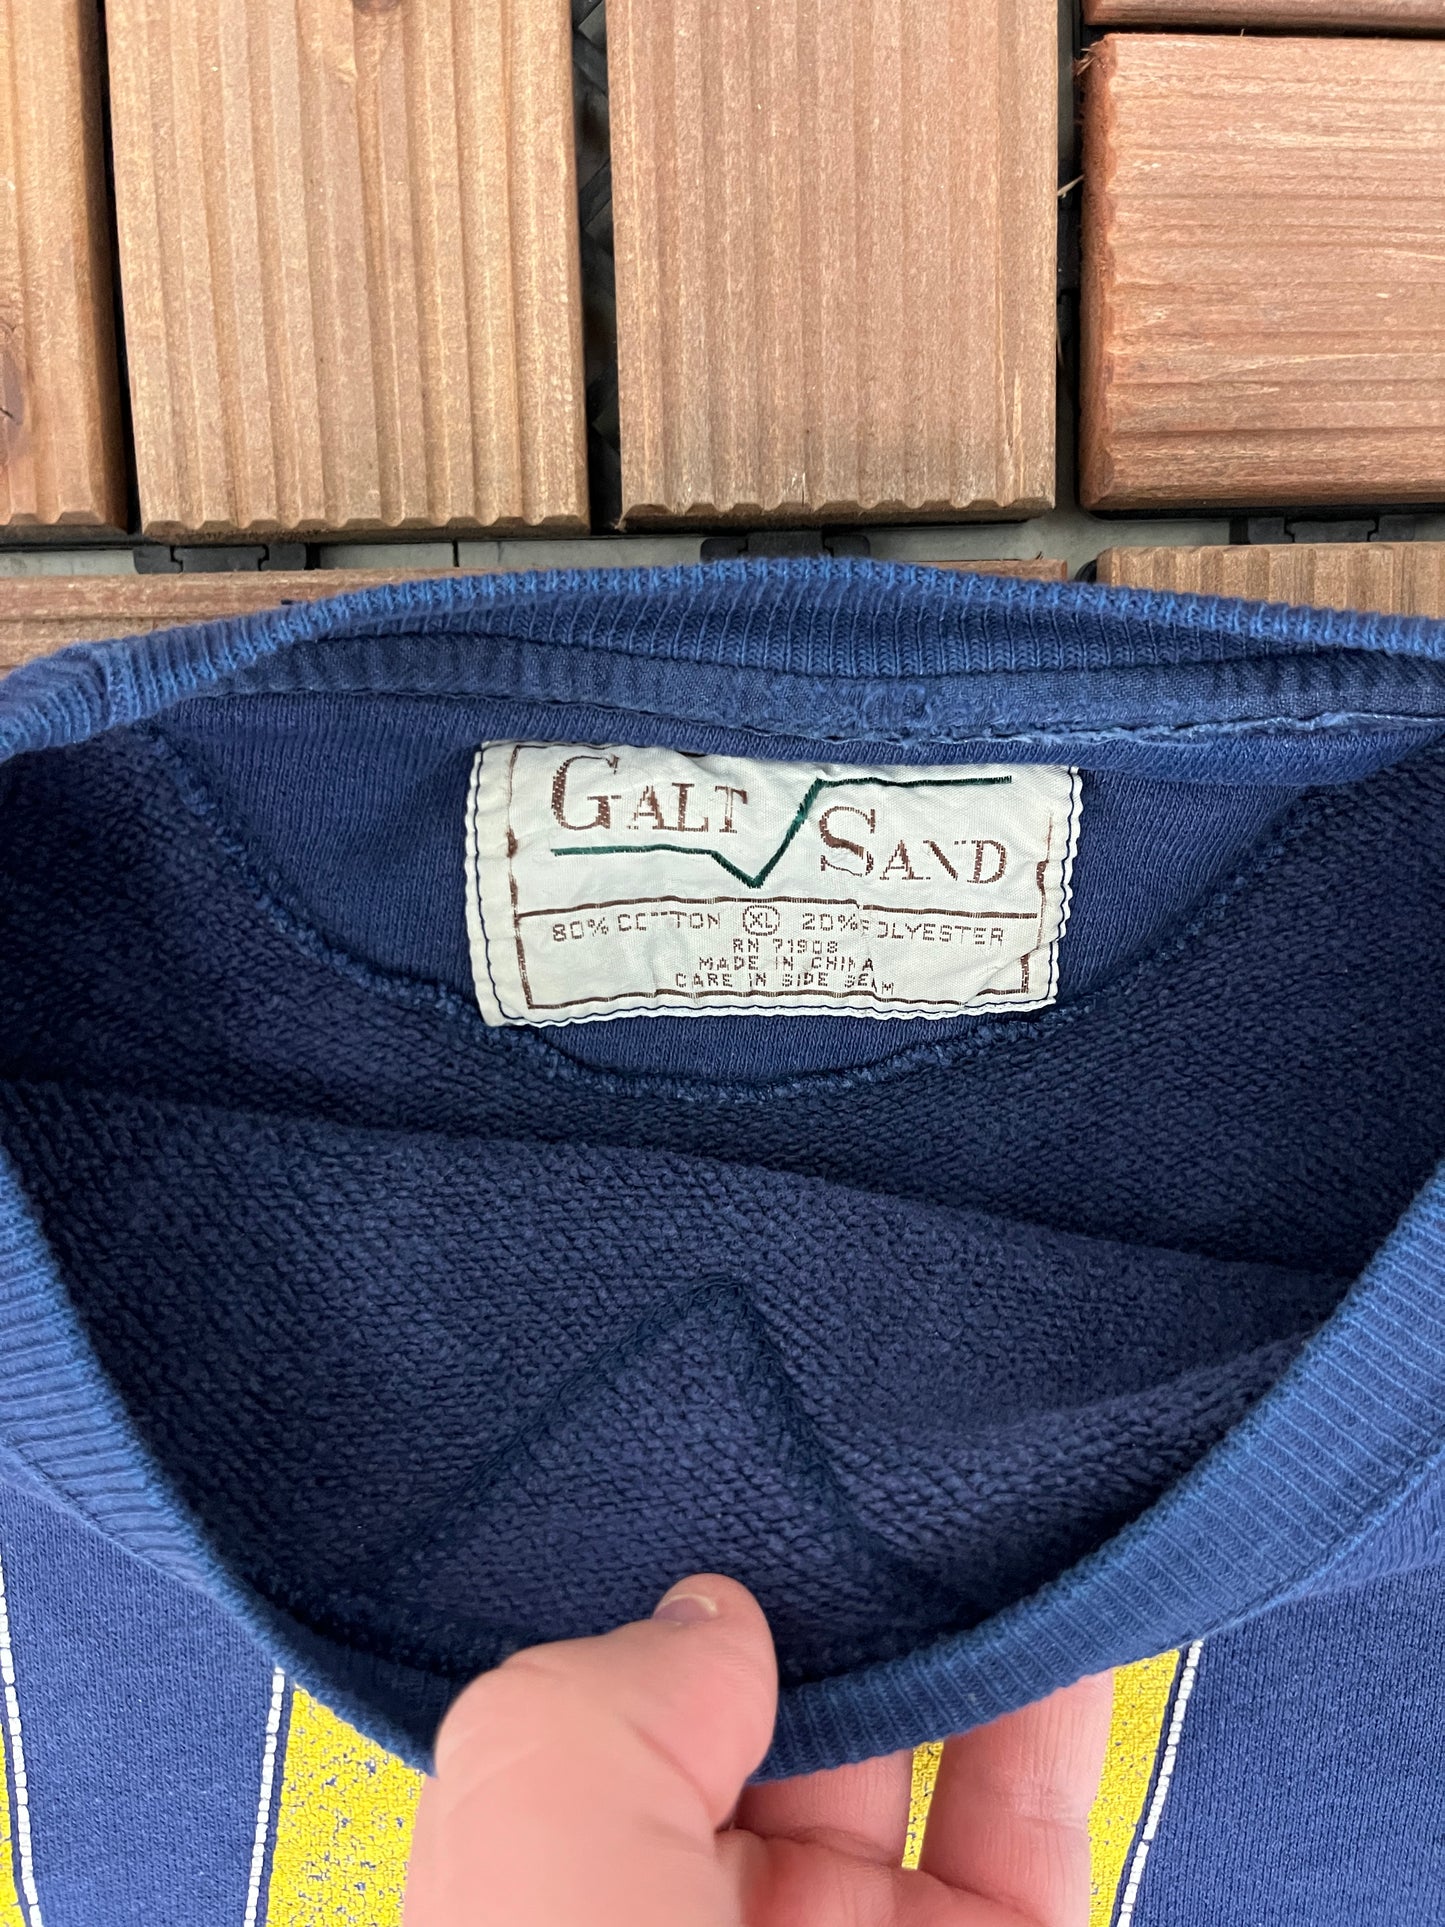 GALT SAND
80% COTTON XL 20% POLYESTER
RN 71908
MADE IN CHINA
CARE IN SIDE SEAM